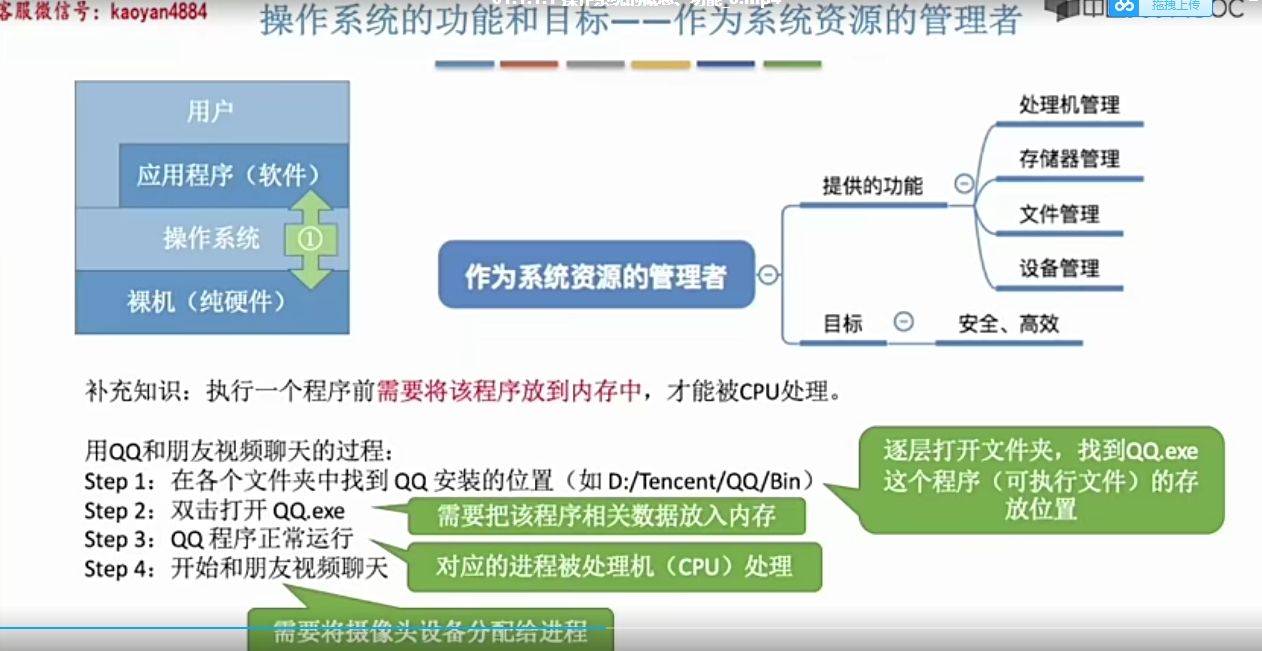 客服微信号：kaoyan4884
拖拽上传
操作系统的功能和目标——作为系统资源的管理者
用户
应用程序（软件）
操作系统
①
裸机（纯硬件）
作为系统资源的管理者
提供的功能
处理机管理
存储器管理
文件管理
设备管理
目标
安全、高效
补充知识：执行一个程序前需要将该程序放到内存中，才能被CPU处理。
用QQ和朋友视频聊天的过程：
Step 1：在各个文件夹中找到 QQ 安装的位置（如 D:/Tencent/QQ/Bin）
逐层打开文件夹，找到QQ.exe
这个程序（可执行文件）的存
放位置
Step 2：双击打开 QQ.exe
需要把该程序相关数据放入内存
Step 3：QQ 程序正常运行
对应的进程被处理机（CPU）处理
Step 4：开始和朋友视频聊天
需要将摄像头设备分配给进程